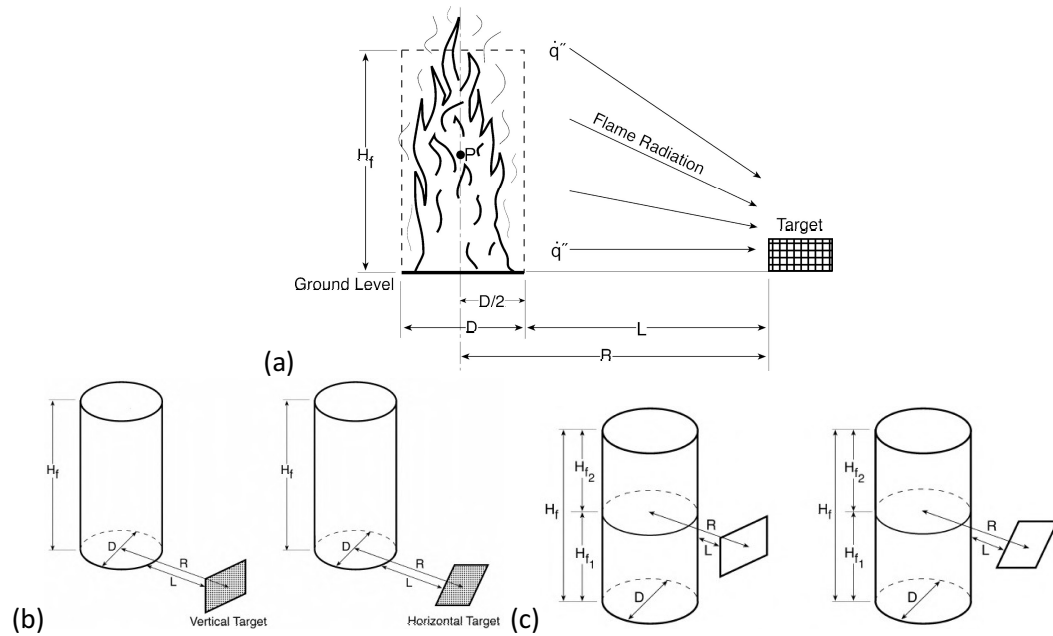 q̇″
Flame Radiation
H_f
P
Target
q̇″
Ground Level
D/2
D
L
R
(a)
H_f
D
R
L
Vertical Target
(b)
H_f
D
R
L
Horizontal Target
H_f
H_f2
H_f1
R
L
D
(c)
H_f
H_f2
H_f1
R
L
D